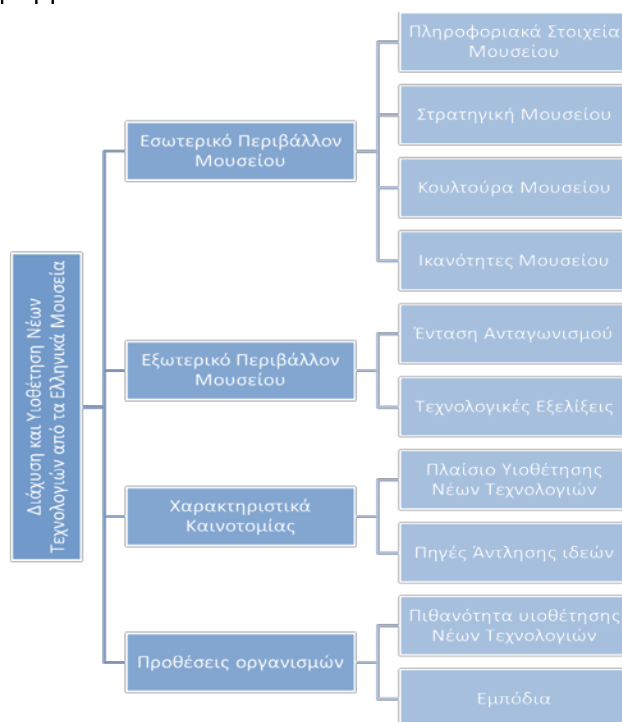 Διάχυση και Υιοθέτηση Νέων
Τεχνολογιών από τα Ελληνικά Μουσεία
Εσωτερικό Περιβάλλον
Μουσείου
Πληροφοριακά Στοιχεία
Μουσείου
Στρατηγική Μουσείου
Κουλτούρα Μουσείου
Ικανότητες Μουσείου
Εξωτερικό Περιβάλλον
Μουσείου
Ένταση Ανταγωνισμού
Τεχνολογικές Εξελίξεις
Χαρακτηριστικά
Καινοτομίας
Πλαίσιο Υιοθέτησης
Νέων Τεχνολογιών
Πηγές Άντλησης ιδεών
Προθέσεις οργανισμών
Πιθανότητα υιοθέτησης
Νέων Τεχνολογιών
Εμπόδια